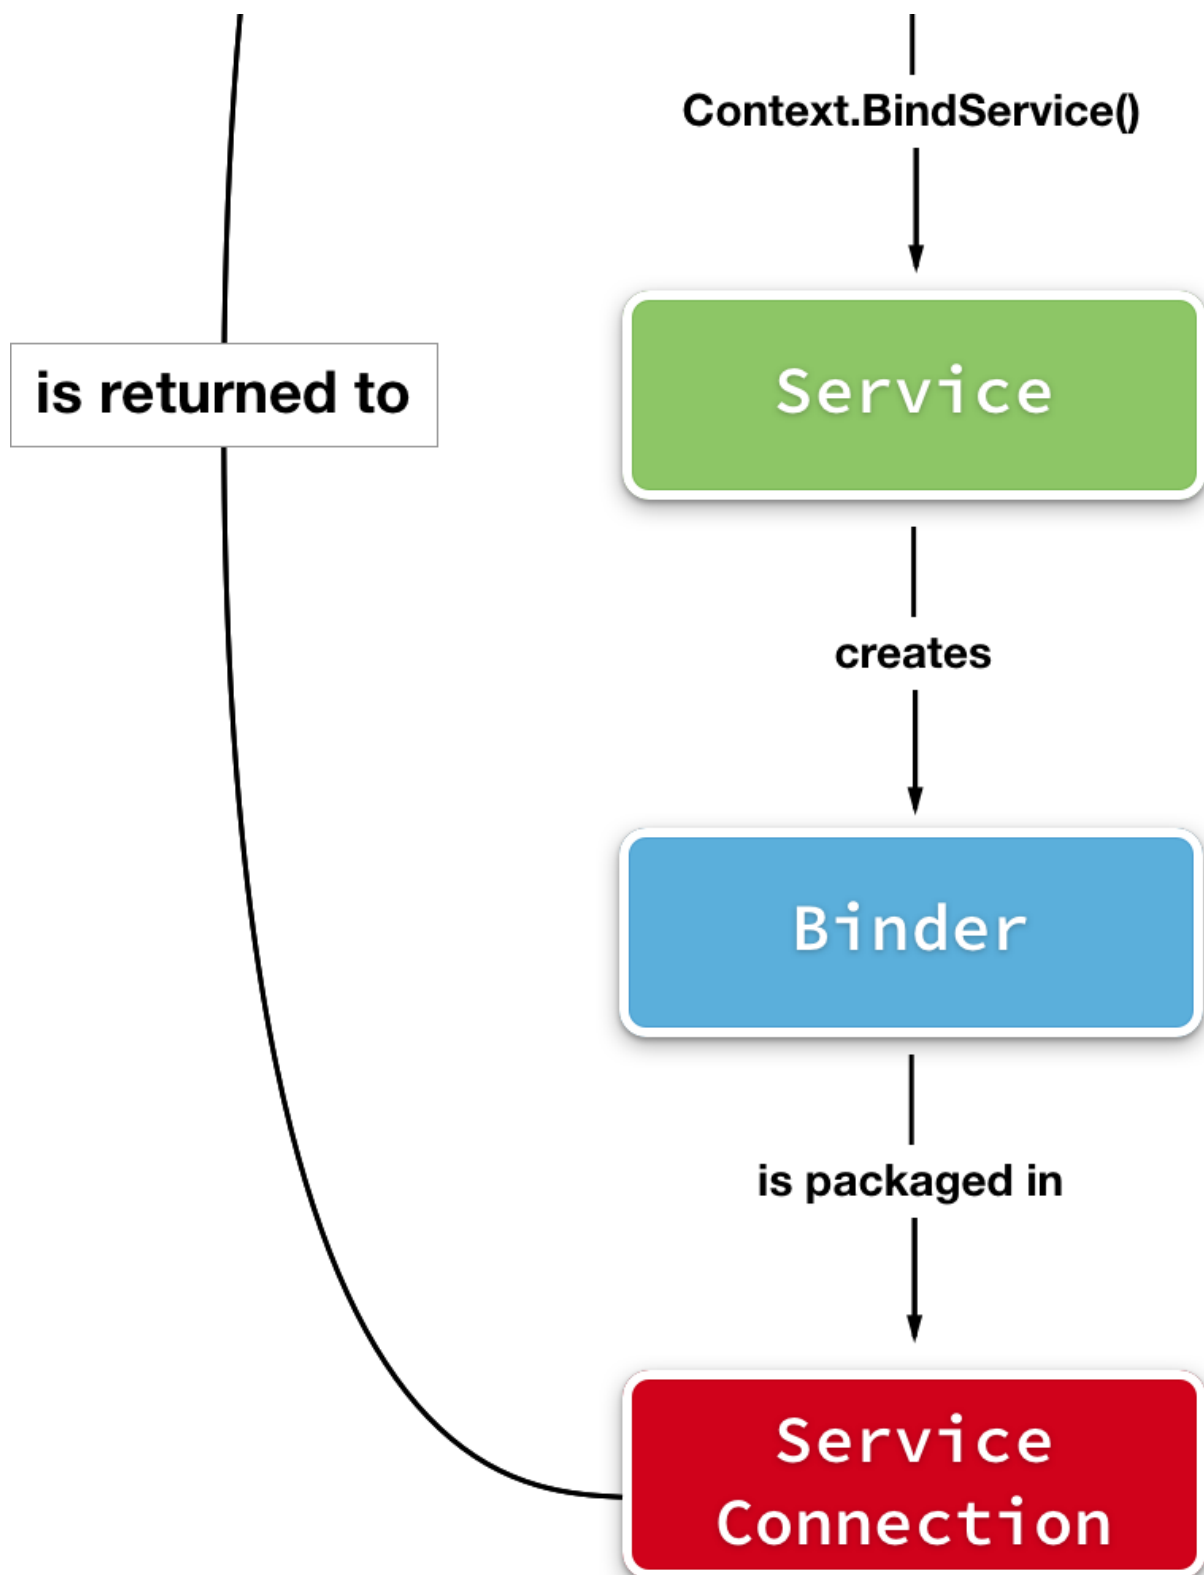 Context.BindService()
is returned to
Service
creates
Binder
is packaged in
Service
Connection